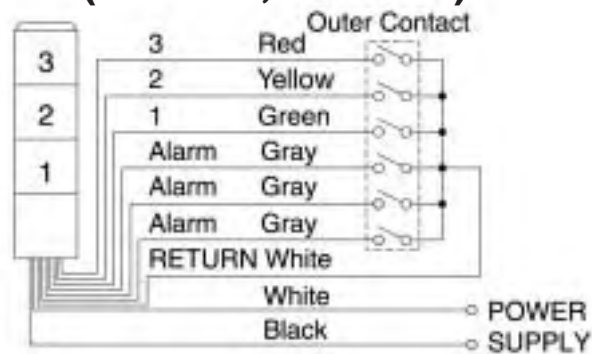 Outer Contact
3 Red
2 Yellow
1 Green
Alarm Gray
Alarm Gray
Alarm Gray
RETURN White
White
Black
POWER
SUPPLY
3
2
1